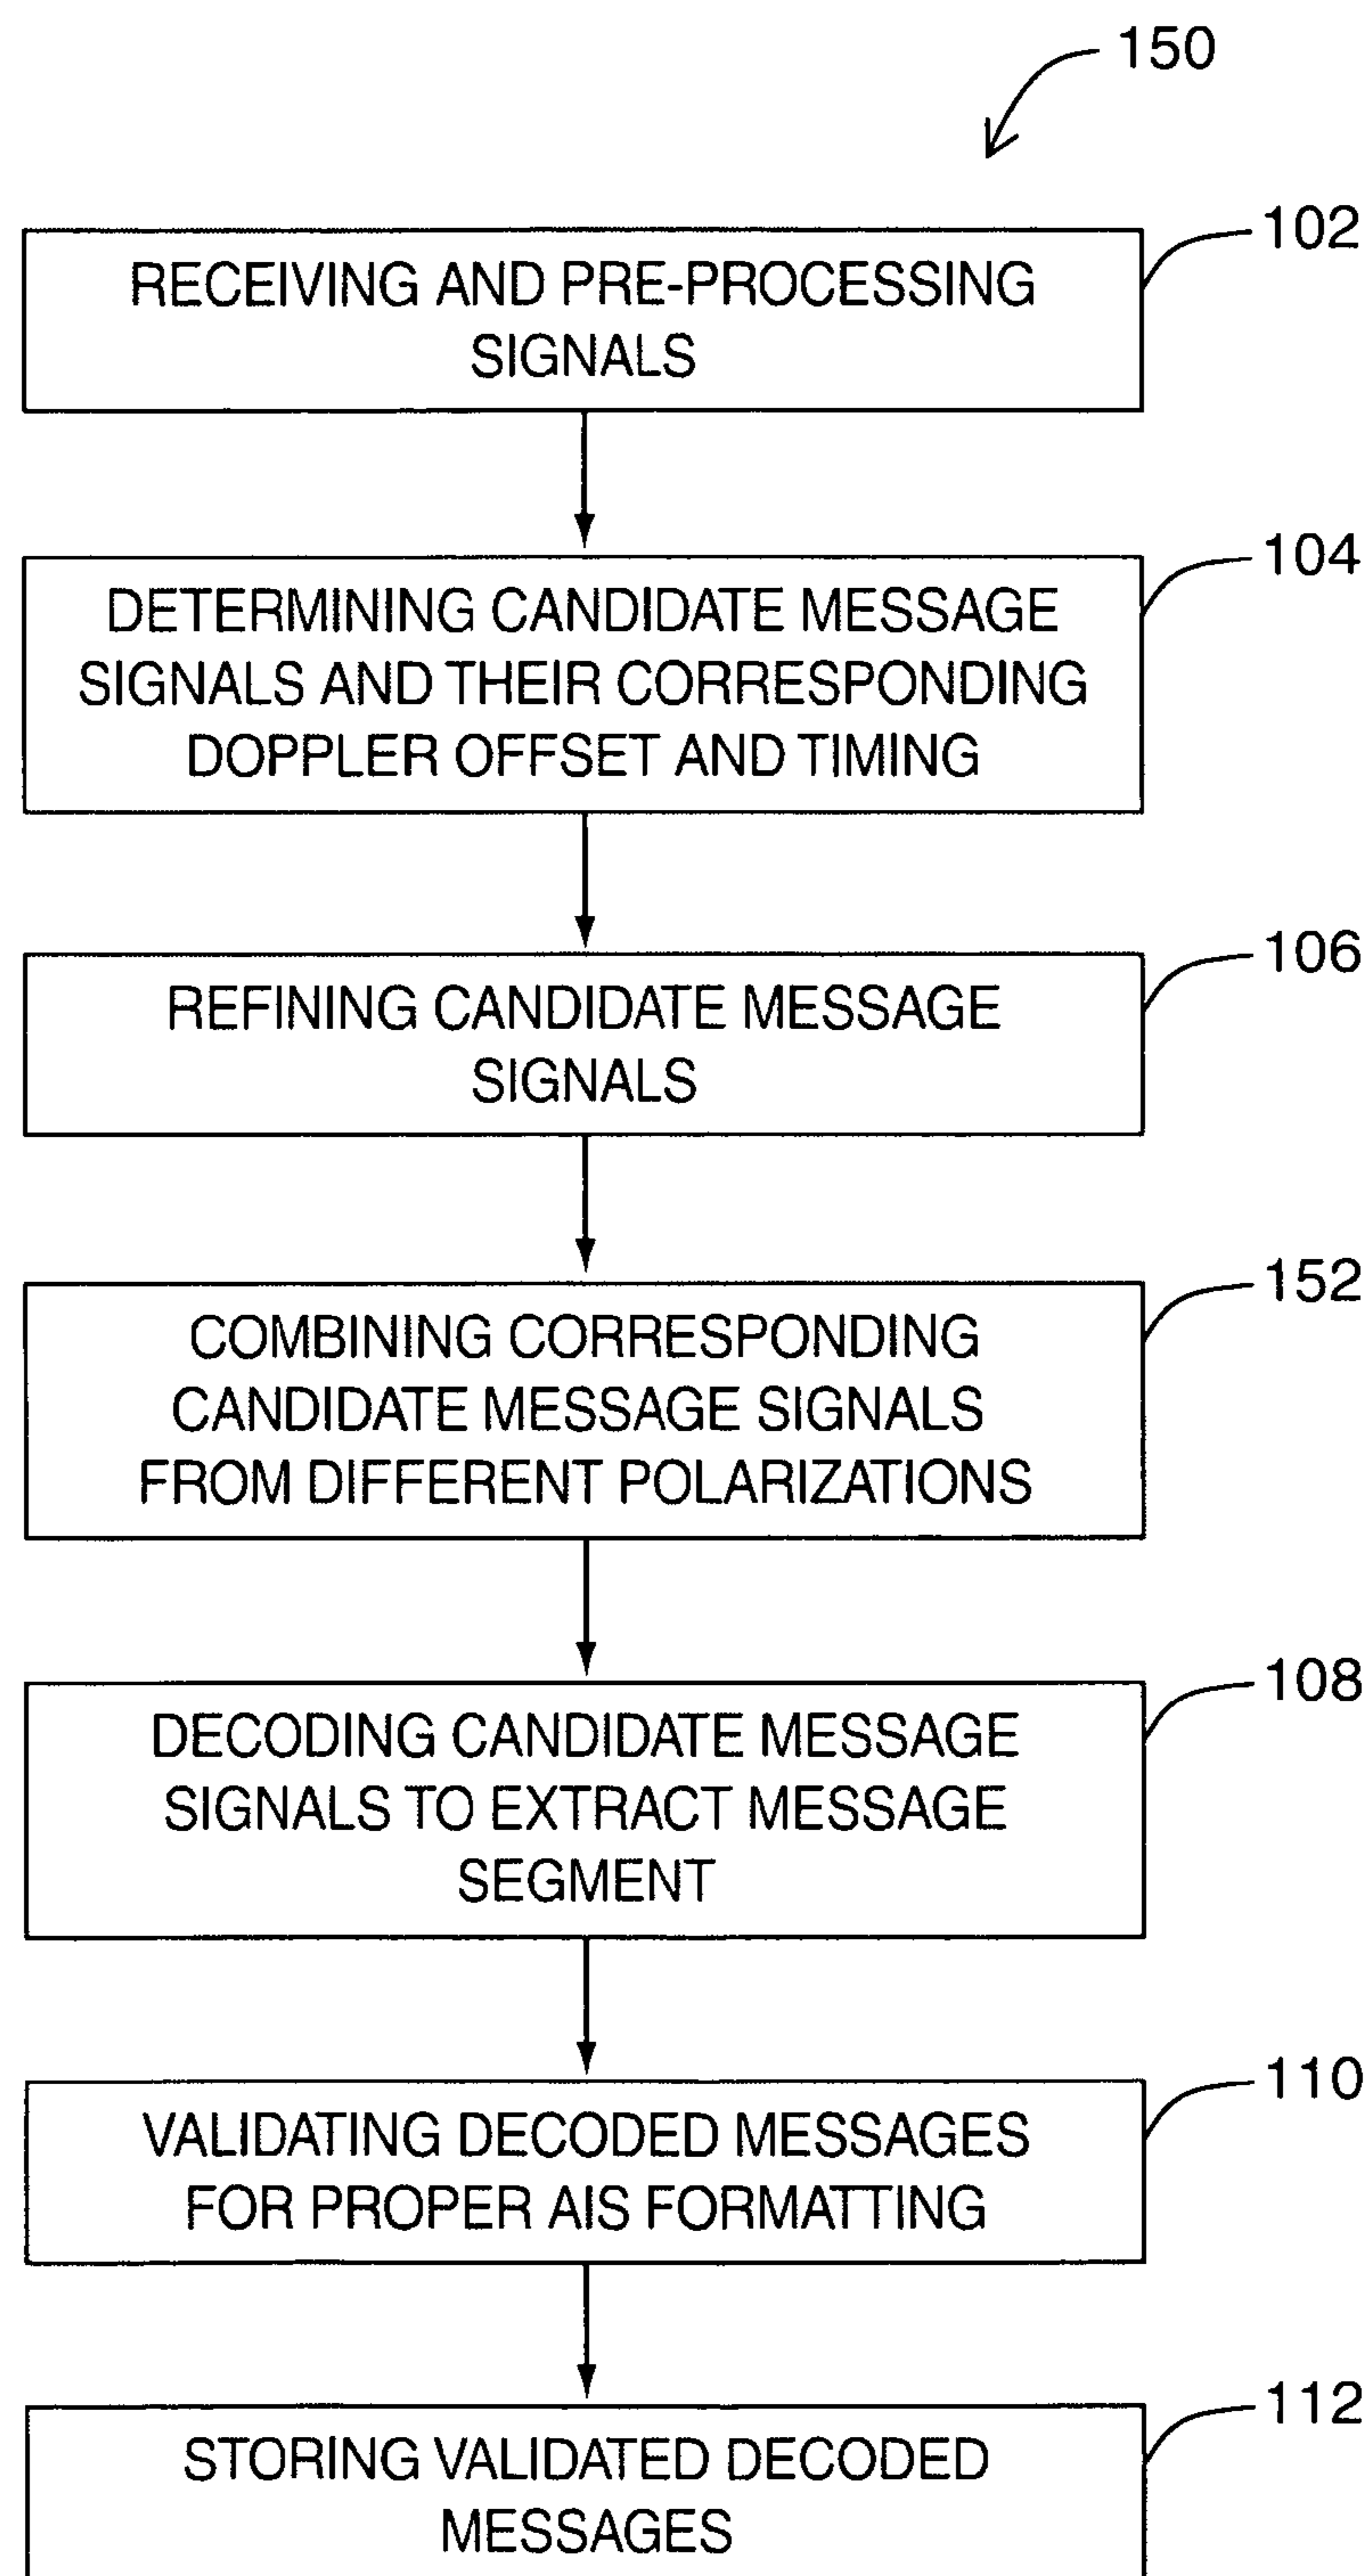 150
102
RECEIVING AND PRE-PROCESSING
SIGNALS
104
DETERMINING CANDIDATE MESSAGE
SIGNALS AND THEIR CORRESPONDING
DOPPLER OFFSET AND TIMING
106
REFINING CANDIDATE MESSAGE
SIGNALS
152
COMBINING CORRESPONDING
CANDIDATE MESSAGE SIGNALS
FROM DIFFERENT POLARIZATIONS
108
DECODING CANDIDATE MESSAGE
SIGNALS TO EXTRACT MESSAGE
SEGMENT
110
VALIDATING DECODED MESSAGES
FOR PROPER AIS FORMATTING
112
STORING VALIDATED DECODED
MESSAGES